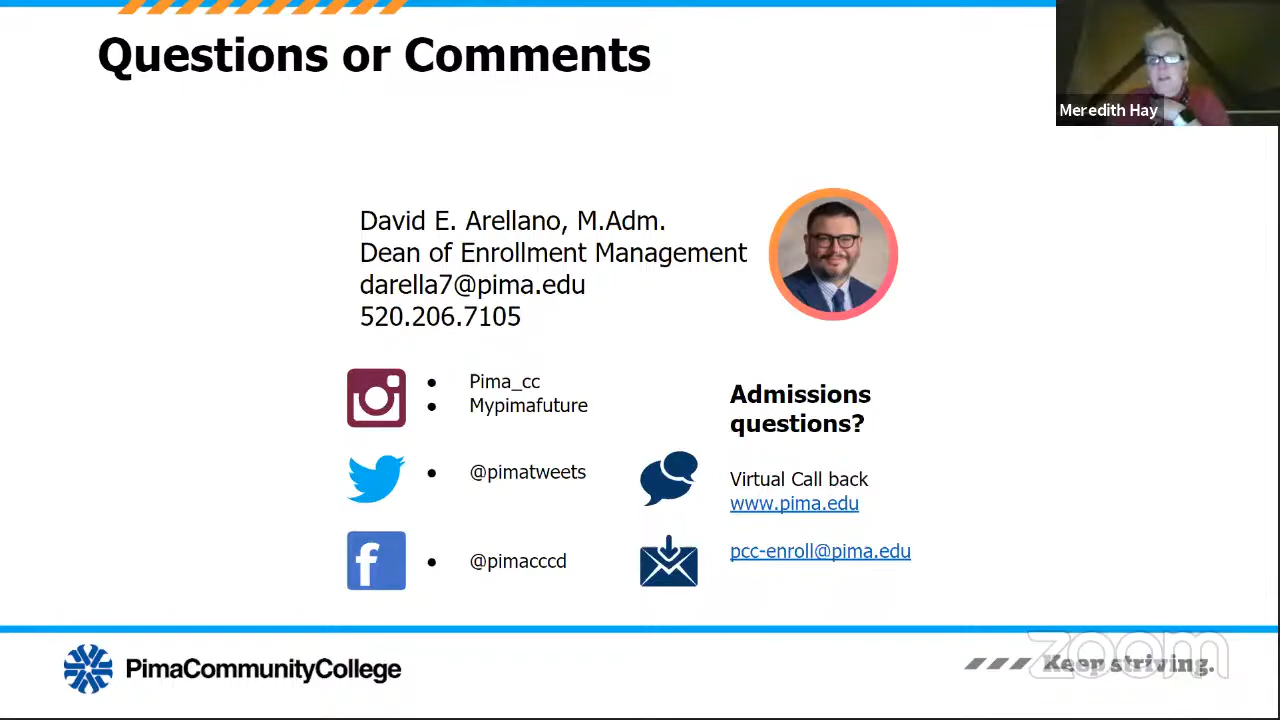 Questions or Comments
Meredith Hay
David E. Arellano, M.Adm.
Dean of Enrollment Management
darella7@pima.edu
520.206.7105
Pima_cc
Mypimafuture
@pimatweets
@pimacccd
Admissions
questions?
Virtual Call back
www.pima.edu
pcc-enroll@pima.edu
PimaCommunityCollege
Keep striving.
zoom